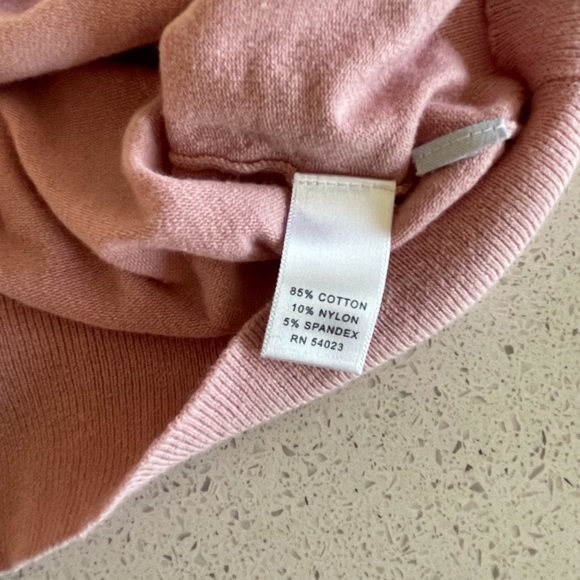 85% COTTON
10% NYLON
5% SPANDEX
RN 54023